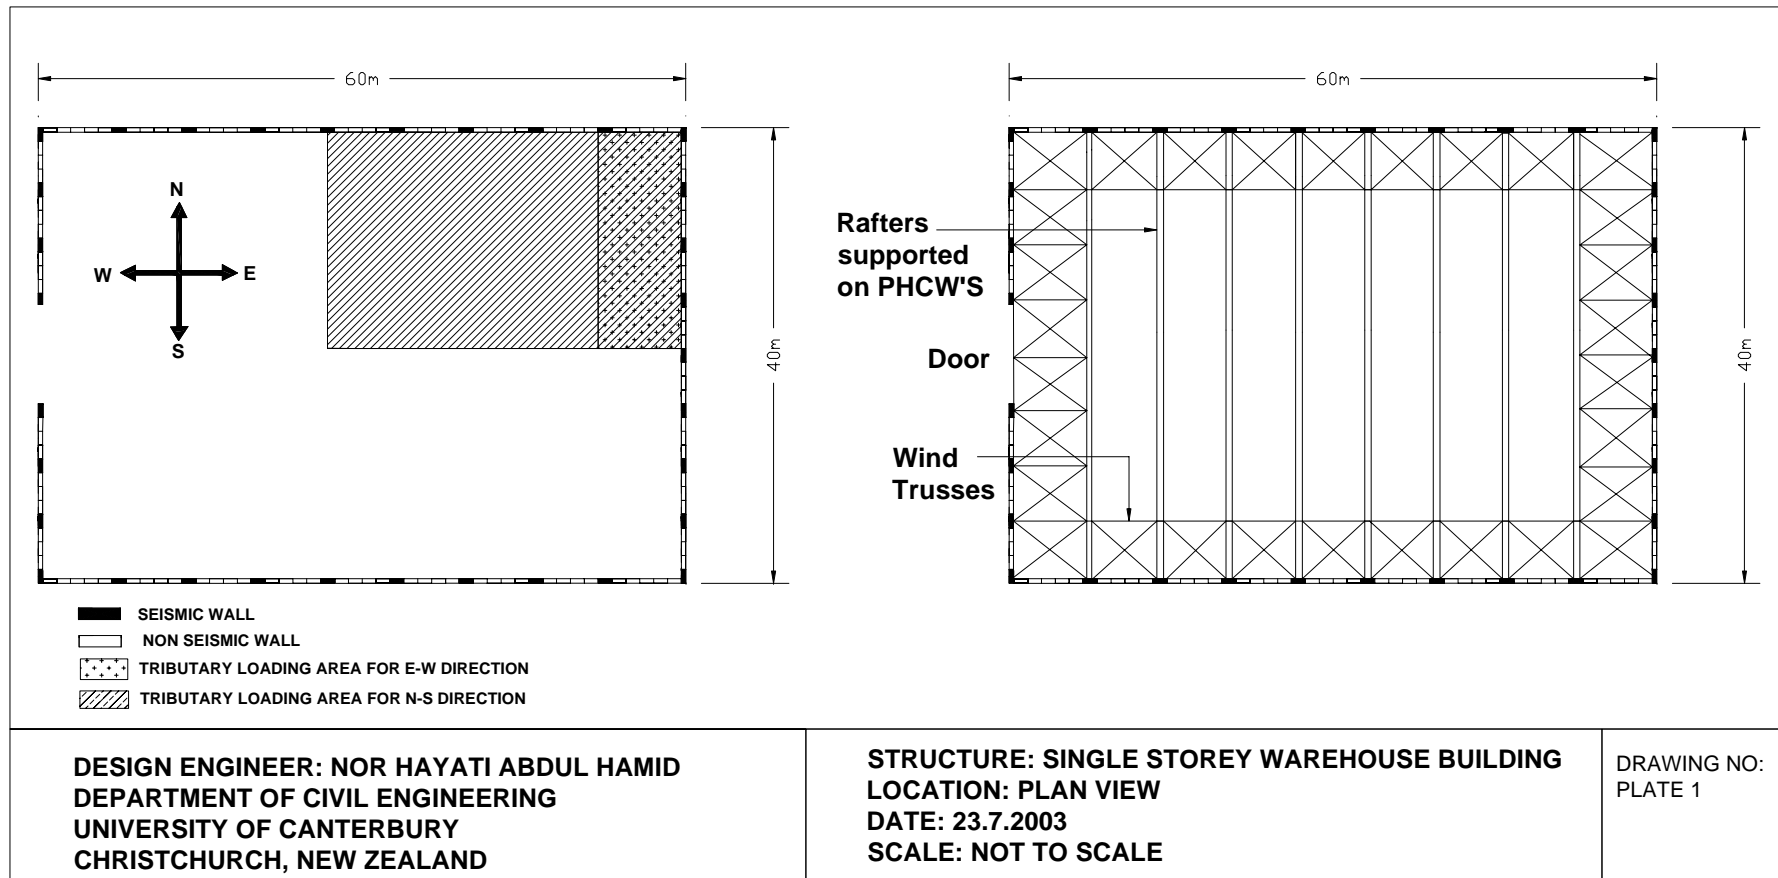 60m
60m
40m
40m
N
W
E
S
Rafters
supported
on PHCW'S
Door
Wind
Trusses
SEISMIC WALL
NON SEISMIC WALL
TRIBUTARY LOADING AREA FOR E-W DIRECTION
TRIBUTARY LOADING AREA FOR N-S DIRECTION
DESIGN ENGINEER: NOR HAYATI ABDUL HAMID
DEPARTMENT OF CIVIL ENGINEERING
UNIVERSITY OF CANTERBURY
CHRISTCHURCH, NEW ZEALAND
STRUCTURE: SINGLE STOREY WAREHOUSE BUILDING
LOCATION: PLAN VIEW
DATE: 23.7.2003
SCALE: NOT TO SCALE
DRAWING NO:
PLATE 1